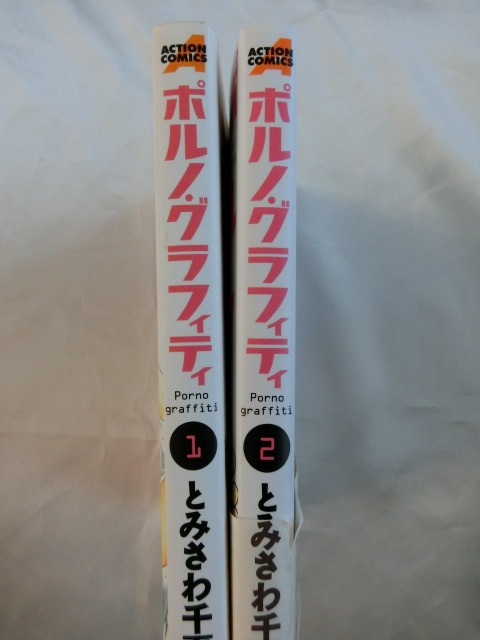 ACTION
COMICS
ポルノ・グラフィティ
Porno
graffiti
1
とみさわ千
ACTION
COMICS
ポルノ・グラフィティ
Porno
graffiti
2
とみさわ千